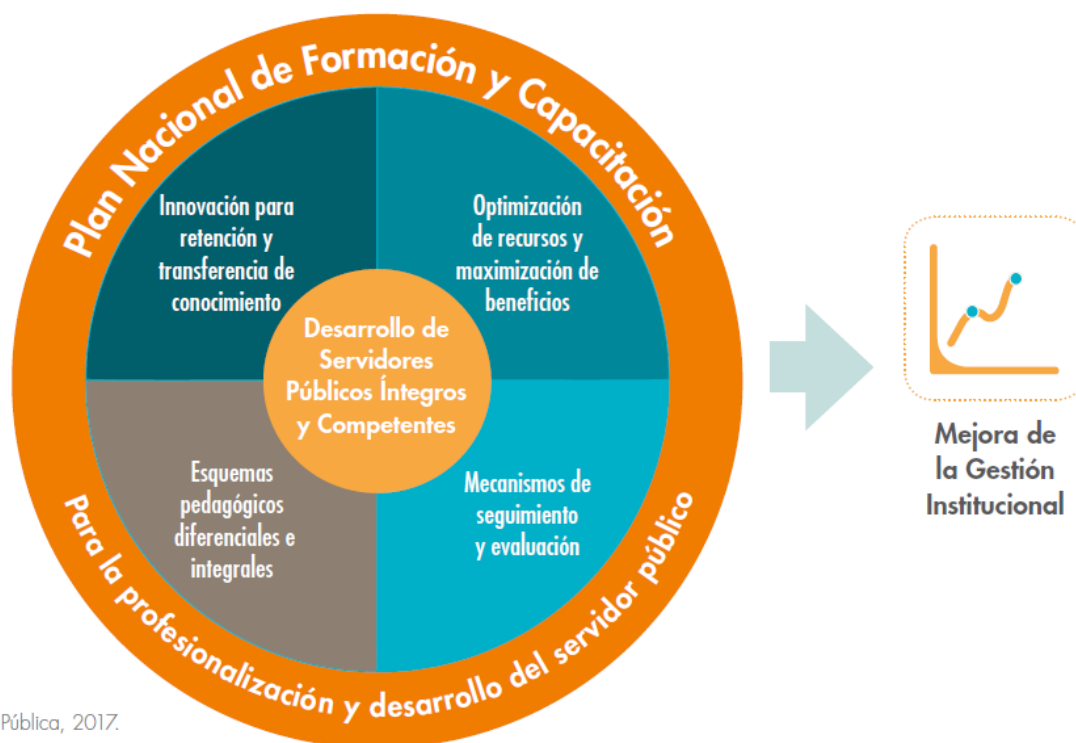 Plan Nacional de Formación y Capacitación
Innovación para
retención y
transferencia de
conocimiento
Optimización
de recursos y
maximización de
beneficios
Desarrollo de
Servidores
Públicos Íntegros
y Competentes
Esquemas
pedagógicos
diferenciales e
integrales
Mecanismos de
seguimiento
y evaluación
Para la profesionalización y desarrollo del servidor público
Mejora de
la Gestión
Institucional
Pública, 2017.